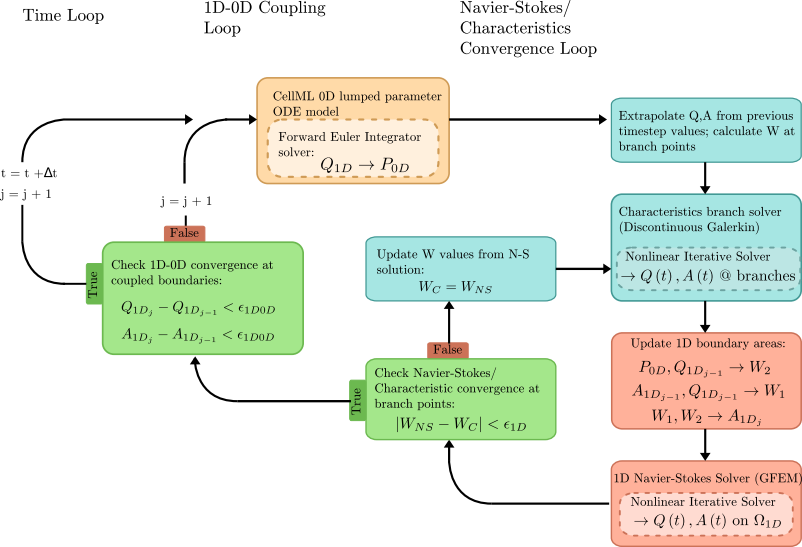 Time Loop
1D-0D Coupling
Loop
Navier-Stokes/
Characteristics
Convergence Loop
CellML 0D lumped parameter
ODE model
Forward Euler Integrator
solver:
Q_{1D} → P_{0D}
Extrapolate Q,A from previous
timestep values; calculate W at
branch points
t = t +Δt
j = j + 1
j = j + 1
False
Characteristics branch solver
(Discontinuous Galerkin)
Nonlinear Iterative Solver
→ Q (t) , A (t) @ branches
True
Check 1D-0D convergence at
coupled boundaries:
Q_{1D_j} − Q_{1D_{j−1}} < ϵ_{1D0D}
A_{1D_j} − A_{1D_{j−1}} < ϵ_{1D0D}
Update W values from N-S
solution:
W_C = W_{NS}
False
Update 1D boundary areas:
P_{0D}, Q_{1D_{j−1}} → W_2
A_{1D_{j−1}}, Q_{1D_{j−1}} → W_1
W_1, W_2 → A_{1D_j}
True
Check Navier-Stokes/
Characteristic convergence at
branch points:
|W_{NS} − W_C| < ϵ_{1D}
1D Navier-Stokes Solver (GFEM)
Nonlinear Iterative Solver
→ Q (t) , A (t) on Ω_{1D}